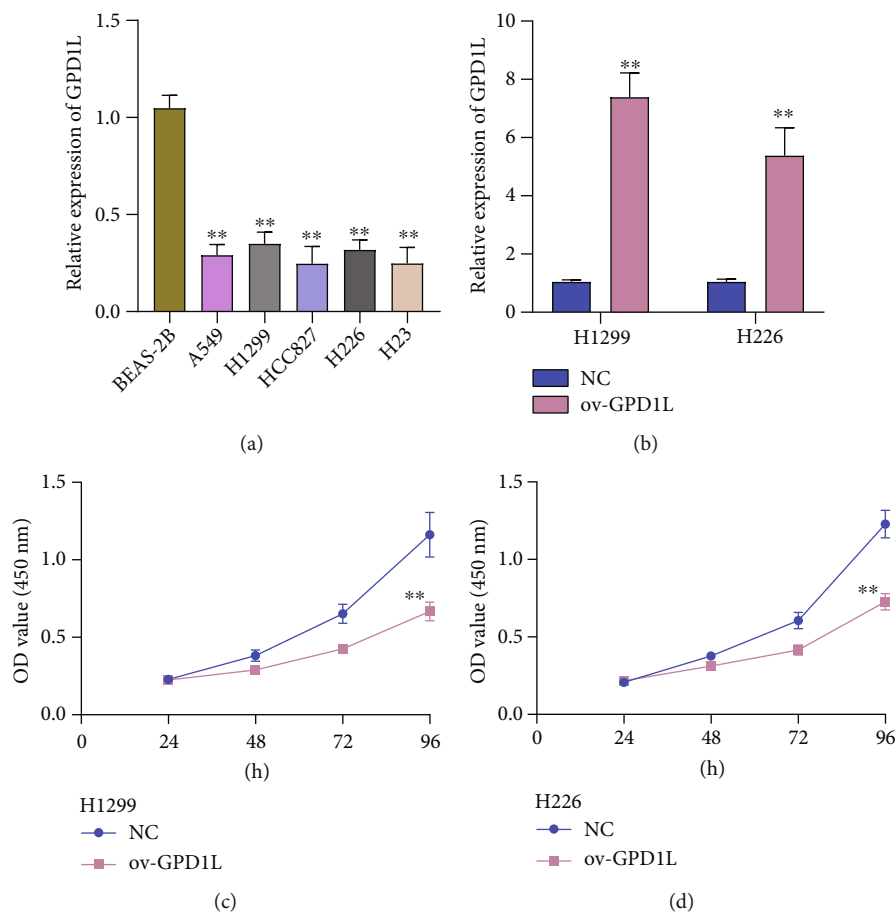 Relative expression of GPD1L
1.5
1.0
0.5
0.0
**
**
**
**
**
BEAS-2B
A549
H1299
HCC827
H226
H23
(a)
Relative expression of GPD1L
10
8
6
4
2
0
**
**
H1299
H226
NC
ov-GPD1L
(b)
OD value (450 nm)
1.5
1.0
0.5
0.0
**
0
24
48
72
96
(h)
H1299
NC
ov-GPD1L
(c)
OD value (450 nm)
1.5
1.0
0.5
0.0
**
0
24
48
72
96
(h)
H226
NC
ov-GPD1L
(d)